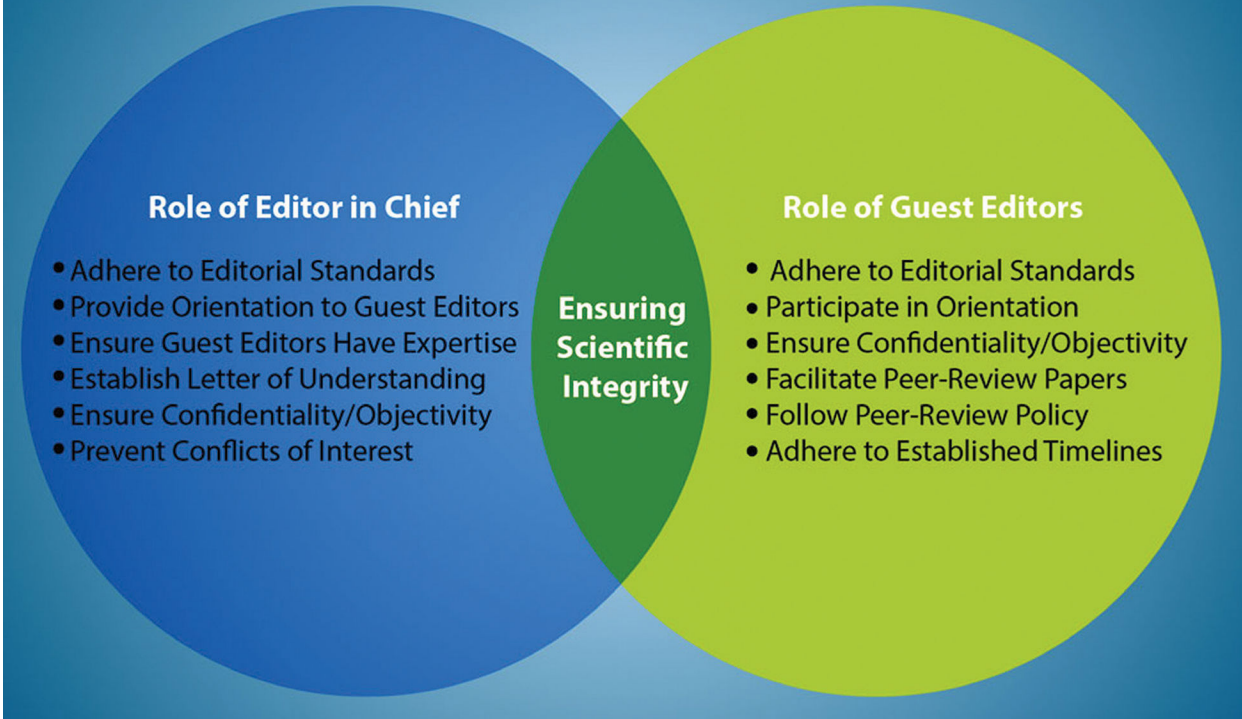 Role of Editor in Chief
• Adhere to Editorial Standards
• Provide Orientation to Guest Editors
• Ensure Guest Editors Have Expertise
• Establish Letter of Understanding
• Ensure Confidentiality/Objectivity
• Prevent Conflicts of Interest
Ensuring
Scientific
Integrity
Role of Guest Editors
• Adhere to Editorial Standards
• Participate in Orientation
• Ensure Confidentiality/Objectivity
• Facilitate Peer-Review Papers
• Follow Peer-Review Policy
• Adhere to Established Timelines